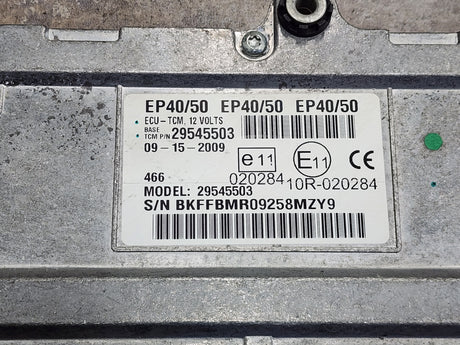 EP40/50 EP40/50 EP40/50
ECU-TCM, 12 VOLTS
BASE
TCM P/N 29545503
09-15-2009
e11 E11 CE
466 020284 10R-020284
MODEL: 29545503
S/N BKFFBMR09258MZY9